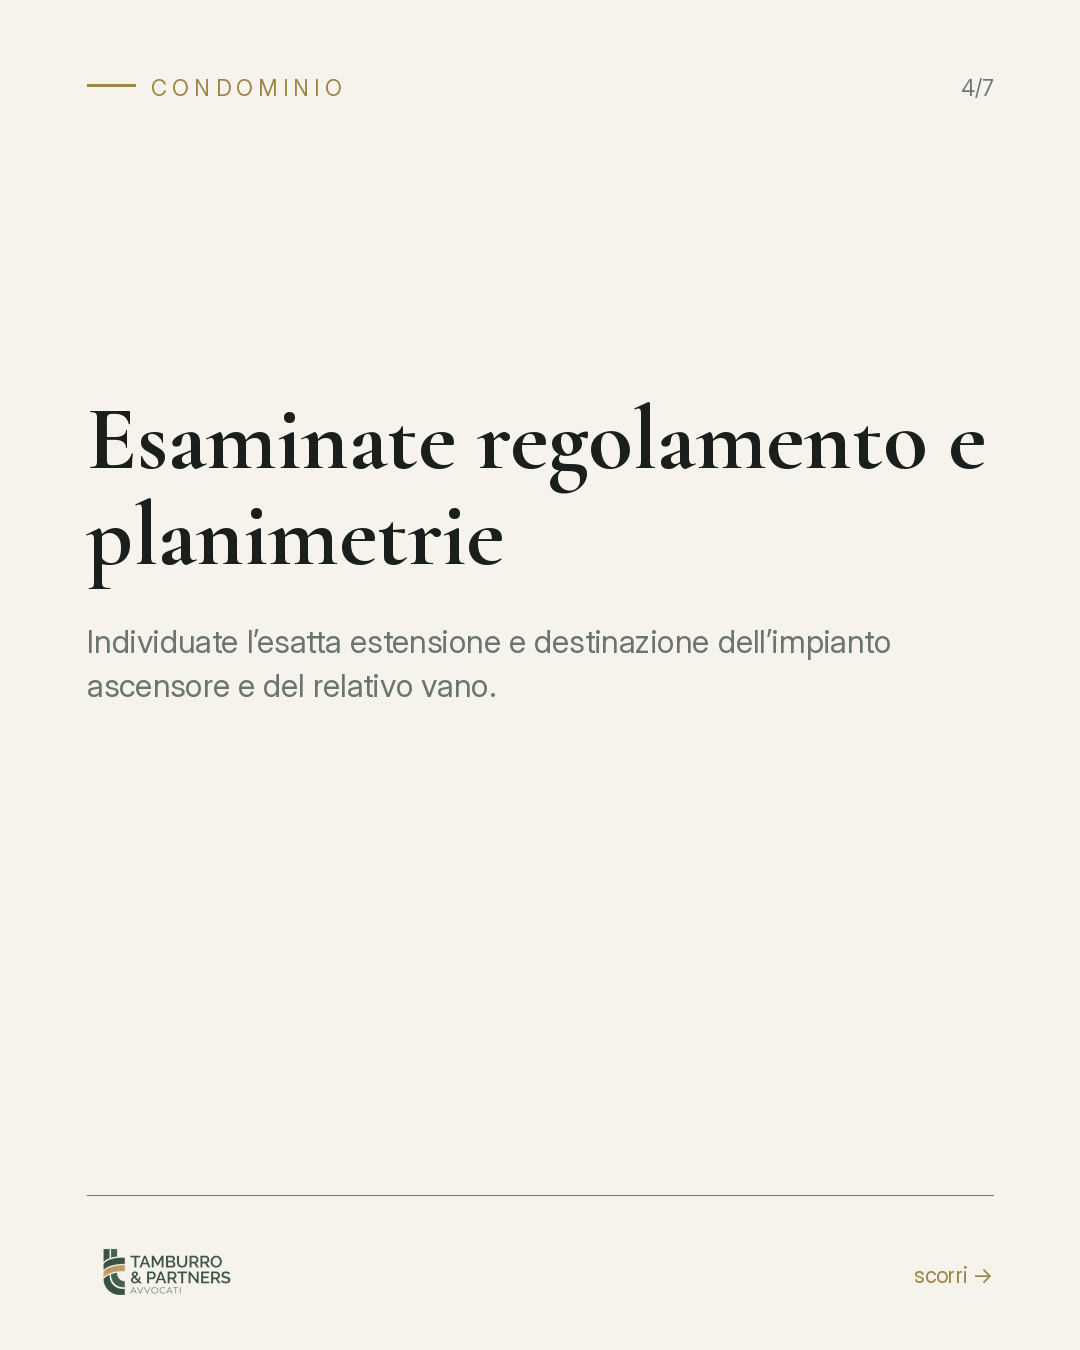 CONDOMINIO
4/7
Esaminate regolamento e
planimetrie
Individuate l’esatta estensione e destinazione dell’impianto
ascensore e del relativo vano.
TAMBURRO
& PARTNERS
AVVOCATI
scorri →